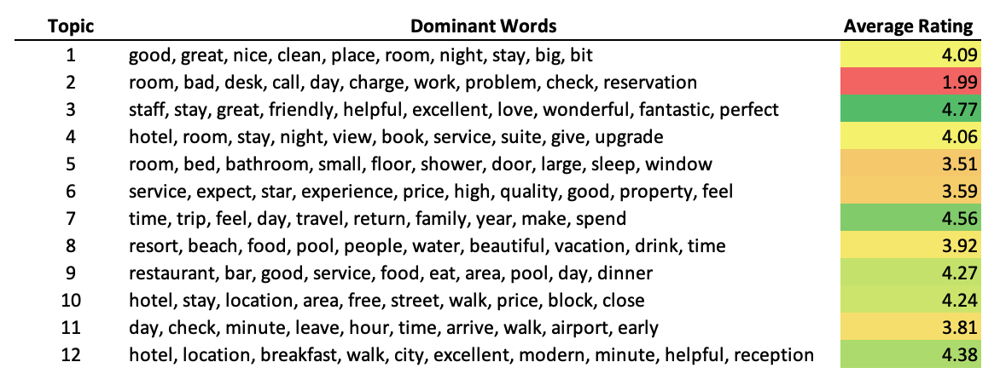 Topic Dominant Words Average Rating
1 good, great, nice, clean, place, room, night, stay, big, bit 4.09
2 room, bad, desk, call, day, charge, work, problem, check, reservation 1.99
3 staff, stay, great, friendly, helpful, excellent, love, wonderful, fantastic, perfect 4.77
4 hotel, room, stay, night, view, book, service, suite, give, upgrade 4.06
5 room, bed, bathroom, small, floor, shower, door, large, sleep, window 3.51
6 service, expect, star, experience, price, high, quality, good, property, feel 3.59
7 time, trip, feel, day, travel, return, family, year, make, spend 4.56
8 resort, beach, food, pool, people, water, beautiful, vacation, drink, time 3.92
9 restaurant, bar, good, service, food, eat, area, pool, day, dinner 4.27
10 hotel, stay, location, area, free, street, walk, price, block, close 4.24
11 day, check, minute, leave, hour, time, arrive, walk, airport, early 3.81
12 hotel, location, breakfast, walk, city, excellent, modern, minute, helpful, reception 4.38